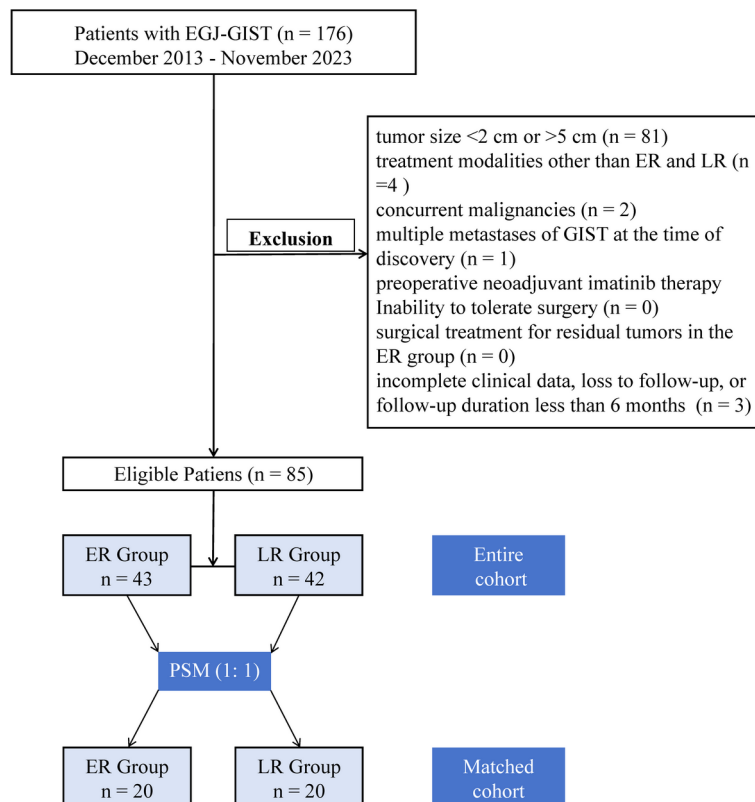 Patients with EGJ-GIST (n = 176)
December 2013 - November 2023
tumor size <2 cm or >5 cm (n = 81)
treatment modalities other than ER and LR (n
=4 )
concurrent malignancies (n = 2)
multiple metastases of GIST at the time of
discovery (n = 1)
preoperative neoadjuvant imatinib therapy
Inability to tolerate surgery (n = 0)
surgical treatment for residual tumors in the
ER group (n = 0)
incomplete clinical data, loss to follow-up, or
follow-up duration less than 6 months (n = 3)
Exclusion
Eligible Patiens (n = 85)
ER Group
n = 43
LR Group
n = 42
Entire
cohort
PSM (1: 1)
ER Group
n = 20
LR Group
n = 20
Matched
cohort